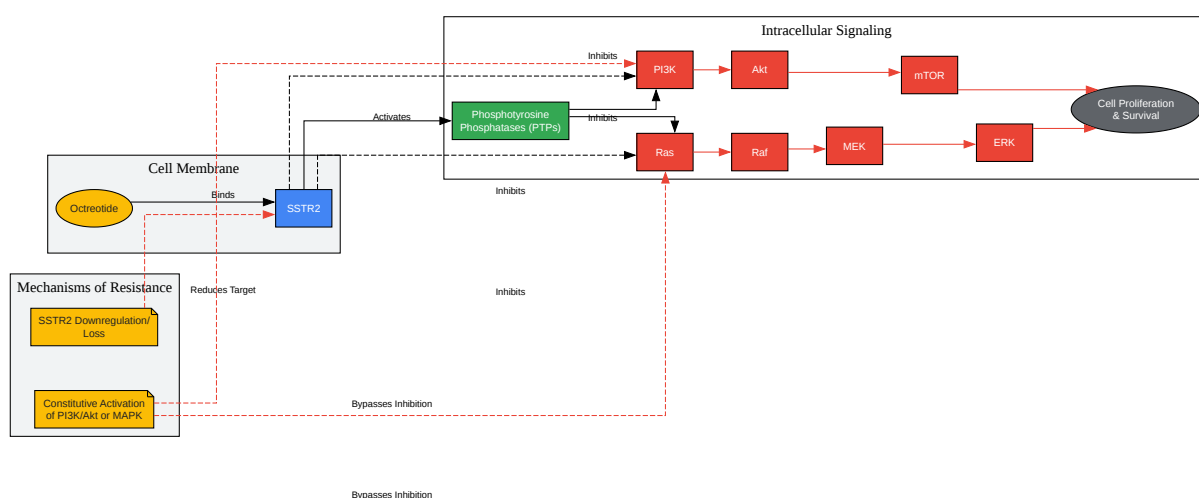 Intracellular Signaling
Inhibits
PI3K
Akt
mTOR
Cell Proliferation
& Survival
Activates
Phosphotyrosine
Phosphatases (PTPs)
Inhibits
Ras
Raf
MEK
ERK
Cell Membrane
Octreotide
Binds
SSTR2
Inhibits
Mechanisms of Resistance
Reduces Target
Inhibits
SSTR2 Downregulation/
Loss
Constitutive Activation
of PI3K/Akt or MAPK
Bypasses Inhibition
Bypasses Inhibition